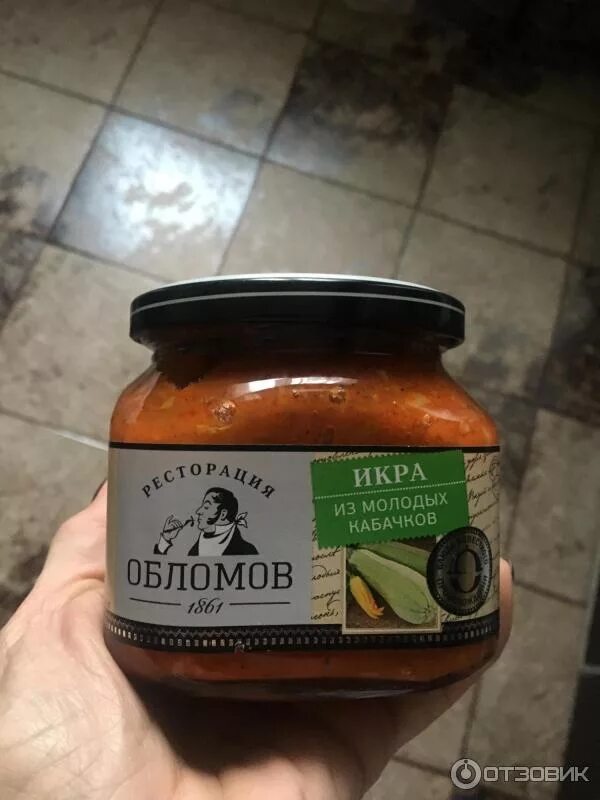 РЕСТОРАЦИЯ
ОБЛОМОВ
1861
ИКРА
ИЗ МОЛОДЫХ
КАБАЧКОВ
ОТЗОВИК